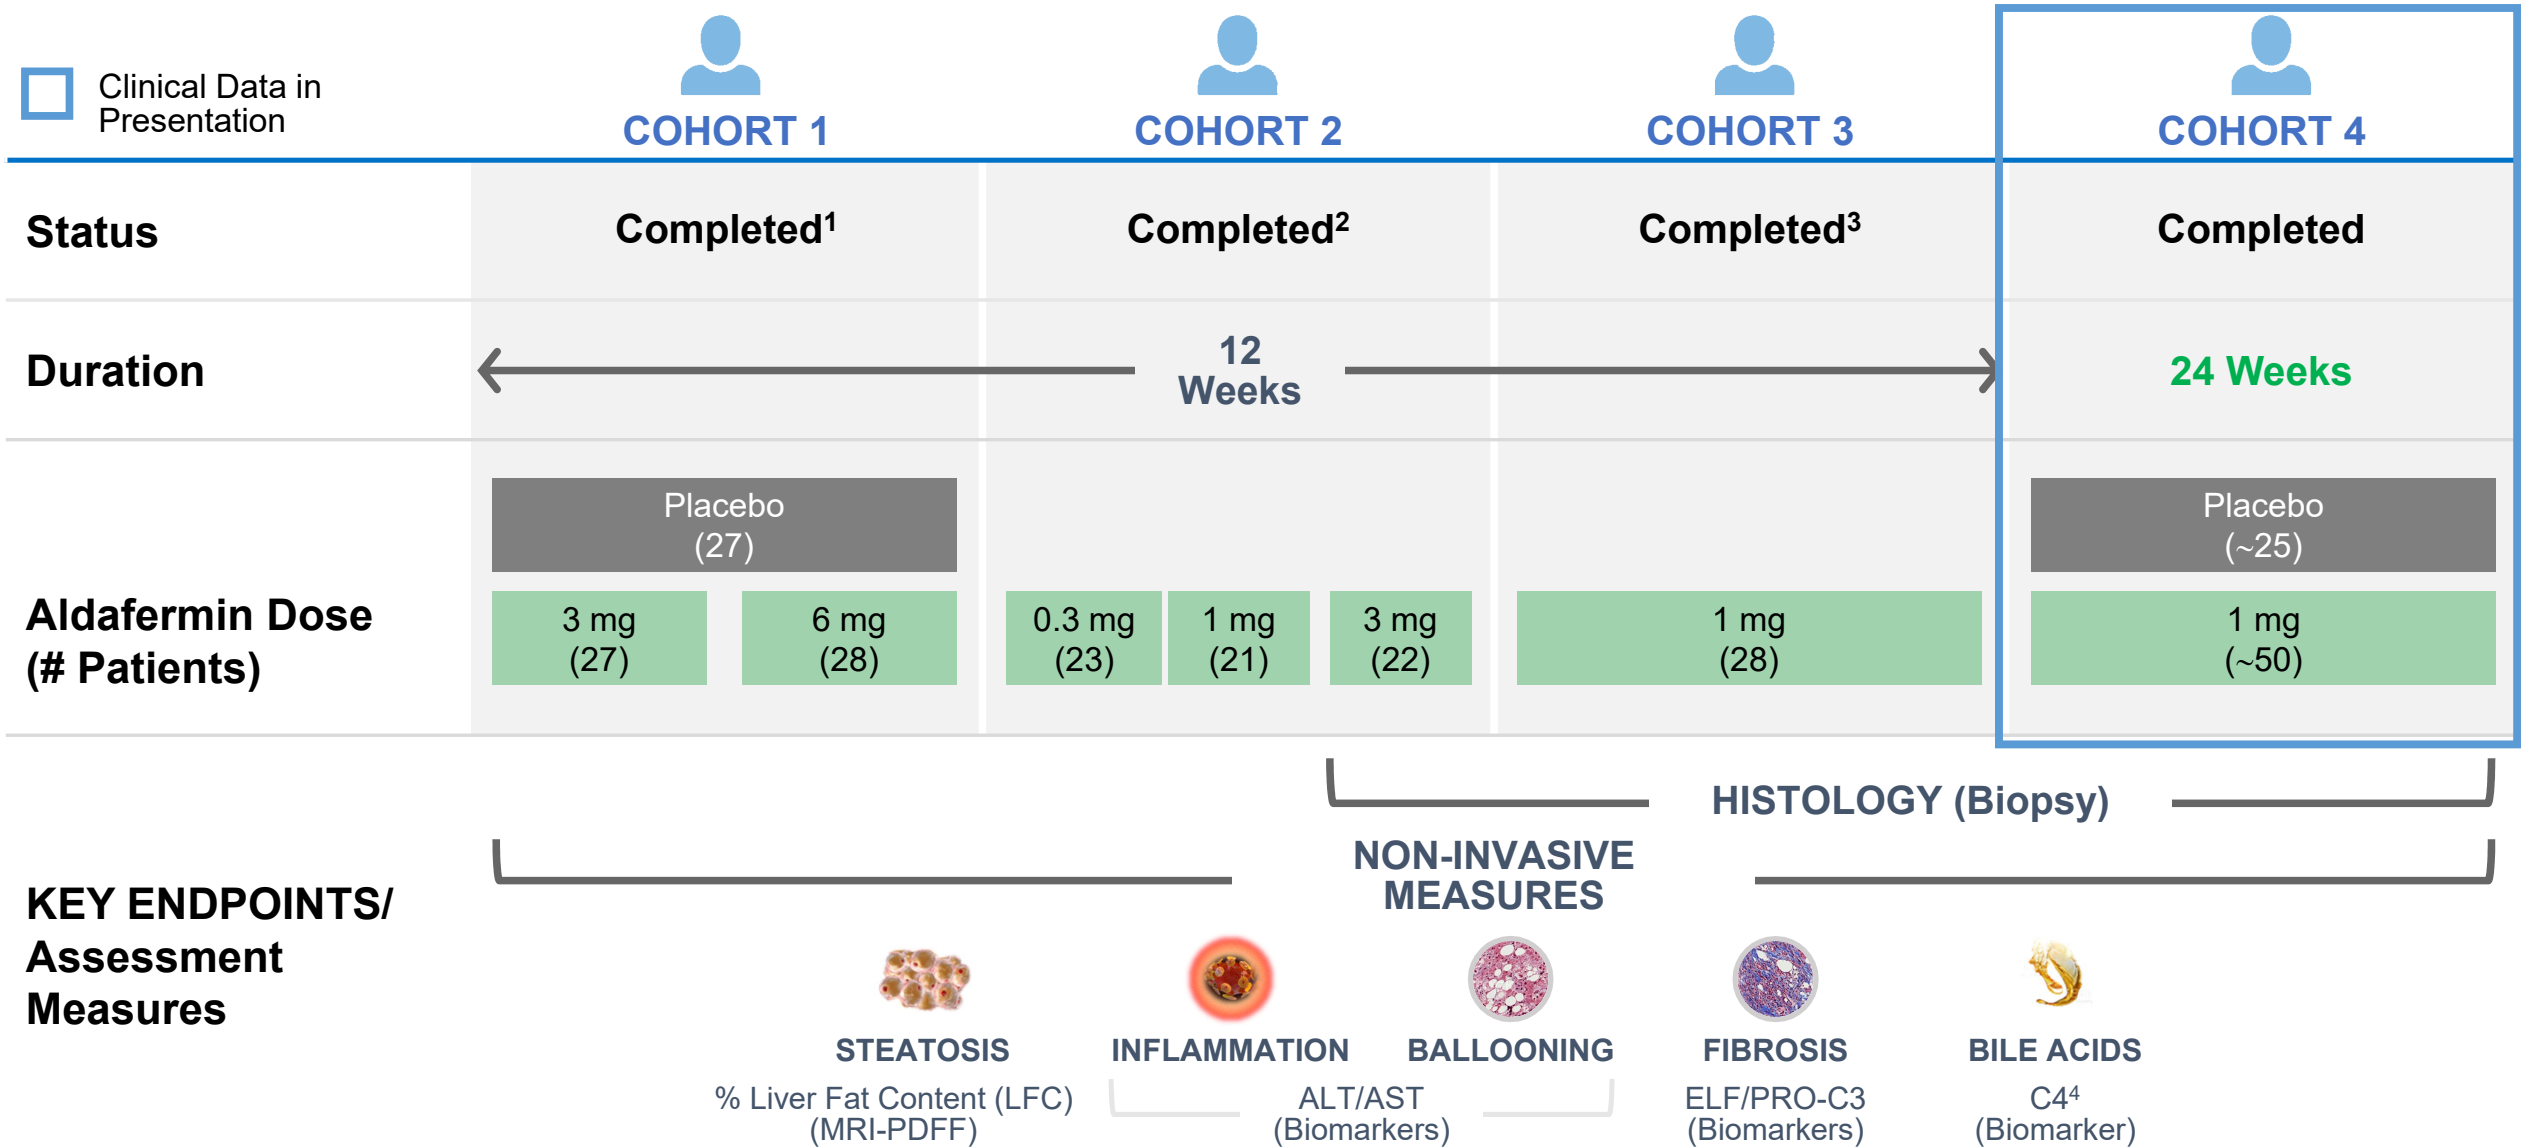 Clinical Data in
Presentation
COHORT 1
COHORT 2
COHORT 3
COHORT 4
Status
Completed¹
Completed²
Completed³
Completed
Duration
12
Weeks
24 Weeks
Aldafermin Dose
(# Patients)
Placebo
(27)
3 mg
(27)
6 mg
(28)
0.3 mg
(23)
1 mg
(21)
3 mg
(22)
1 mg
(28)
Placebo
(~25)
1 mg
(~50)
HISTOLOGY (Biopsy)
NON-INVASIVE
MEASURES
KEY ENDPOINTS/
Assessment
Measures
STEATOSIS
% Liver Fat Content (LFC)
(MRI-PDFF)
INFLAMMATION
BALLOONING
ALT/AST
(Biomarkers)
FIBROSIS
ELF/PRO-C3
(Biomarkers)
BILE ACIDS
C4⁴
(Biomarker)